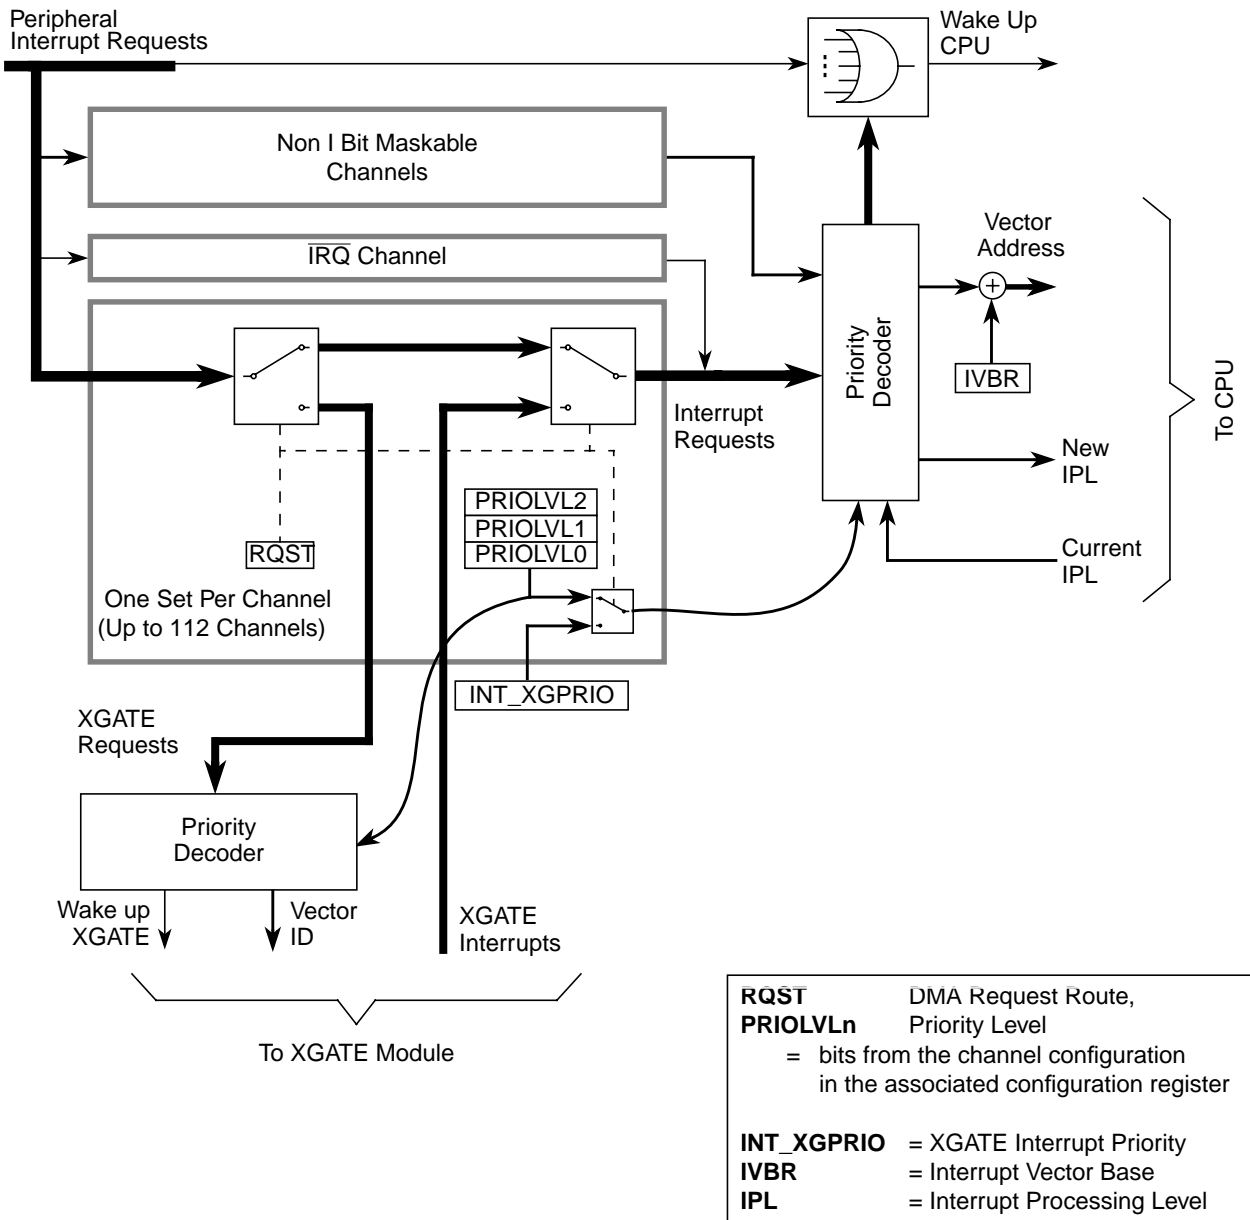 Peripheral
Interrupt Requests
Wake Up
CPU
Non I Bit Maskable
Channels
IRQ Channel
Vector
Address
+
IVBR
Priority
Decoder
To CPU
Interrupt
Requests
New
IPL
Current
IPL
PRIOLVL2
PRIOLVL1
PRIOLVL0
RQST
One Set Per Channel
(Up to 112 Channels)
INT_XGPRIO
XGATE
Requests
Priority
Decoder
Wake up
XGATE
Vector
ID
XGATE
Interrupts
To XGATE Module
RQST DMA Request Route,
PRIOLVLn Priority Level
= bits from the channel configuration
in the associated configuration register
INT_XGPRIO = XGATE Interrupt Priority
IVBR = Interrupt Vector Base
IPL = Interrupt Processing Level